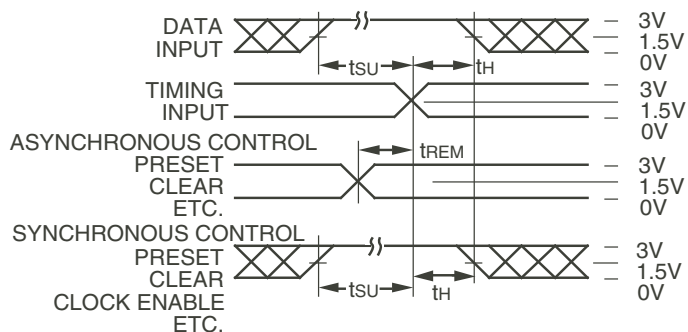 DATA
INPUT
3V
1.5V
0V
tSU
tH
TIMING
INPUT
3V
1.5V
0V
ASYNCHRONOUS CONTROL
PRESET
CLEAR
ETC.
tREM
3V
1.5V
0V
SYNCHRONOUS CONTROL
PRESET
CLEAR
CLOCK ENABLE
ETC.
tSU
tH
3V
1.5V
0V